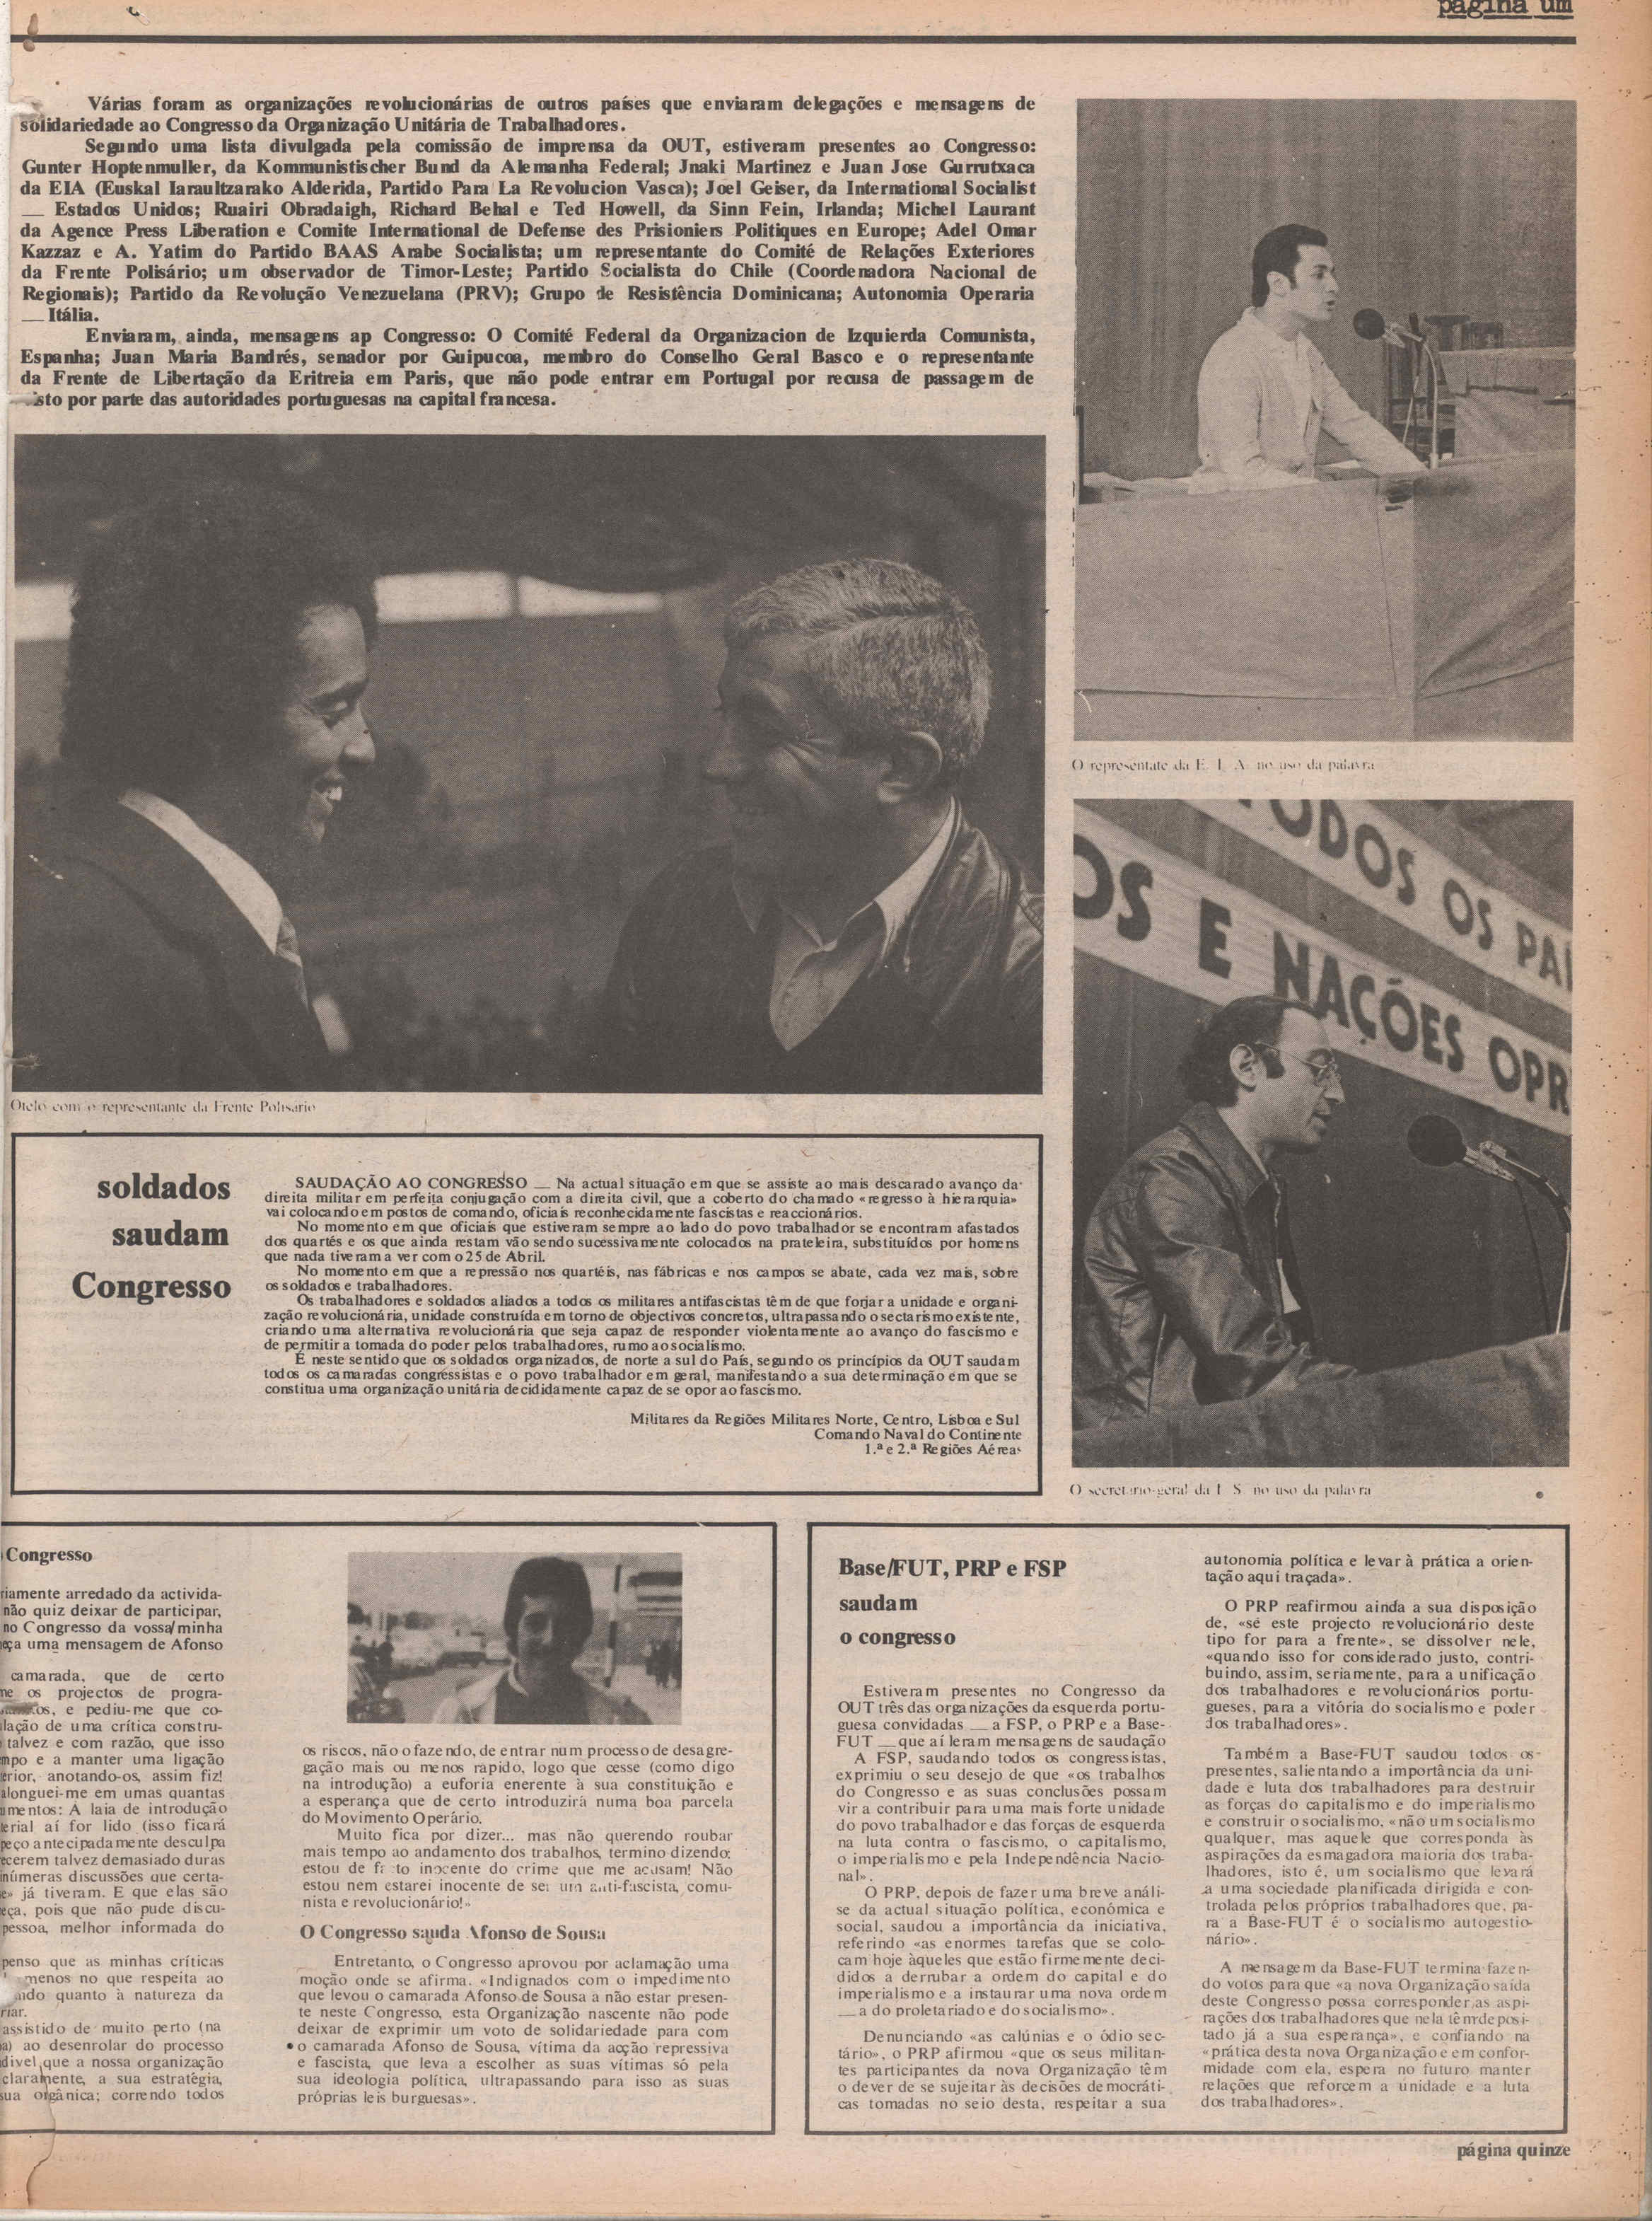 página um
Várias foram as organizações revolucionárias de outros países que enviaram delegações e mensagens de
solidariedade ao Congresso da Organização Unitária de Trabalhadores.
Segundo uma lista divulgada pela comissão de imprensa da OUT, estiveram presentes ao Congresso:
Gunter Hoptenmuller, da Kommunistischer Bund da Alemanha Federal; Jnaki Martinez e Juan Jose Gurrutxaca
da EIA (Euskal Iaraultzarako Alderida, Partido Para La Revolucion Vasca); Joel Geiser, da International Socialist
— Estados Unidos; Ruairi Obradaigh, Richard Behal e Ted Howell, da Sinn Fein, Irlanda; Michel Laurant
da Agence Press Liberation e Comite International de Defense des Prisioniers Politiques en Europe; Adel Omar
Kazzaz e A. Yatim do Partido BAAS Arabe Socialista; um representante do Comité de Relações Exteriores
da Frente Polisário; um observador de Timor-Leste; Partido Socialista do Chile (Coordenadora Nacional de
Regionais); Partido da Revolução Venezuelana (PRV); Grupo de Resistência Dominicana; Autonomia Operaria
— Itália.
Enviaram, ainda, mensagens ap Congresso: O Comité Federal da Organizacion de Izquierda Comunista,
Espanha; Juan Maria Bandrés, senador por Guipucoa, membro do Conselho Geral Basco e o representante
da Frente de Libertação da Eritreia em Paris, que não pode entrar em Portugal por recusa de passagem de
isto por parte das autoridades portuguesas na capital francesa.
O representate da E. I. A. no uso da palavra
TODOS OS PAI
OS E NAÇÕES OPR
Otelo com o representante da Frente Polisario
O secretario-geral da I. S. no uso da palavra
soldados
saudam
Congresso
SAUDAÇÃO AO CONGRESSO — Na actual situação em que se assiste ao mais descarado avanço da
direita militar em perfeita conjugação com a direita civil, que a coberto do chamado «regresso à hierarquia»
vai colocando em postos de comando, oficiais reconhecidamente fascistas e reaccionários.
No momento em que oficiais que estiveram sempre ao lado do povo trabalhador se encontram afastados
dos quartés e os que ainda restam vão sendo sucessivamente colocados na prateleira, substituídos por homens
que nada tiveram a ver com o 25 de Abril.
No momento em que a repressão nos quartéis, nas fábricas e nos campos se abate, cada vez mais, sobre
os soldados e trabalhadores.
Os trabalhadores e soldados aliados a todos os militares antifascistas têm de que forjar a unidade e organi-
zação revolucionária, unidade construída em torno de objectivos concretos, ultrapassando o sectarismo existente,
criando uma alternativa revolucionária que seja capaz de responder violentamente ao avanço do fascismo e
de permitir a tomada do poder pelos trabalhadores, rumo ao socialismo.
É neste sentido que os soldados organizados, de norte a sul do País, segundo os princípios da OUT saudam
todos os camaradas congressistas e o povo trabalhador em geral, manifestando a sua determinação em que se
constitua uma organização unitária decididamente capaz de se opor ao fascismo.
Militares da Regiões Militares Norte, Centro, Lisboa e Sul
Comando Naval do Continente
1.ª e 2.ª Regiões Aéreas
Congresso
riamente arredado da activida-
não quiz deixar de participar,
no Congresso da vossa/minha
eça uma mensagem de Afonso
camarada, que de certo
ne os projectos de progra-
os, e pediu-me que co-
lação de uma crítica constru-
talvez e com razão, que isso
mpo e a manter uma ligação
erior, anotando-os, assim fiz!
alonguei-me em umas quantas
umentos: A laia de introdução
terial aí for lido (isso ficará
peço antecipadamente desculpa
ecerem talvez demasiado duras
inúmeras discussões que certa-
e» já tiveram. E que elas são
eça, pois que não pude discu-
pessoa, melhor informada do
penso que as minhas críticas
menos no que respeita ao
ndo quanto à natureza da
riar.
assistido de muito perto (na
a) ao desenrolar do processo
divel que a nossa organização
claramente, a sua estratégia,
sua orgânica; correndo todos
os riscos, não o fazendo, de entrar num processo de desagre-
gação mais ou menos rapido, logo que cesse (como digo
na introdução) a euforia enerente à sua constituição e
a esperança que de certo introduzirá numa boa parcela
do Movimento Operário.
Muito fica por dizer... mas não querendo roubar
mais tempo ao andamento dos trabalhos, termino dizendo:
estou de facto inocente do crime que me acusam! Não
estou nem estarei inocente de ser um anti-fascista, comu-
nista e revolucionário!»
O Congresso sauda Afonso de Sousa
Entretanto, o Congresso aprovou por aclamação uma
moção onde se afirma. «Indignados com o impedimento
que levou o camarada Afonso de Sousa a não estar presen-
te neste Congresso, esta Organização nascente não pode
deixar de exprimir um voto de solidariedade para com
o camarada Afonso de Sousa, vítima da acção repressiva
e fascista, que leva a escolher as suas vítimas só pela
sua ideologia política, ultrapassando para isso as suas
próprias leis burguesas».
Base/FUT, PRP e FSP
saudam
o congresso
Estiveram presentes no Congresso da
OUT três das organizações da esquerda portu-
guesa convidadas — a FSP, o PRP e a Base-
FUT — que aí leram mensagens de saudação
A FSP, saudando todos os congressistas,
exprimiu o seu desejo de que «os trabalhos
do Congresso e as suas conclusões possam
vir a contribuir para uma mais forte unidade
do povo trabalhador e das forças de esquerda
na luta contra o fascismo, o capitalismo,
o imperialismo e pela Independência Nacio-
nal».
O PRP, depois de fazer uma breve análi-
se da actual situação política, económica e
social, saudou a importância da iniciativa,
referindo «as enormes tarefas que se colo-
cam hoje àqueles que estão firmemente deci-
didos a derrubar a ordem do capital e do
imperialismo e a instaurar uma nova ordem
— a do proletariado e do socialismo».
Denunciando «as calúnias e o ódio sec-
tário», o PRP afirmou «que os seus militan-
tes participantes da nova Organização têm
o dever de se sujeitar às decisões democráti-
cas tomadas no seio desta, respeitar a sua
autonomia política e levar à prática a orien-
tação aqui traçada».
O PRP reafirmou ainda a sua disposição
de, «sé este projecto revolucionário deste
tipo for para a frente», se dissolver nele,
«quando isso for considerado justo, contri-
buindo, assim, seriamente, para a unificação
dos trabalhadores e revolucionários portu-
gueses, para a vitória do socialismo e poder
dos trabalhadores».
Também a Base-FUT saudou todos os
presentes, salientando a importância da uni-
dade e luta dos trabalhadores para destruir
as forças do capitalismo e do imperialismo
e construir o socialismo, «não um socialismo
qualquer, mas aquele que corresponda às
aspirações da esmagadora maioria dos traba-
lhadores, isto é, um socialismo que levará
a uma sociedade planificada dirigida e con-
trolada pelos próprios trabalhadores que, pa-
ra a Base-FUT é o socialismo autogestio-
nário».
A mensagem da Base-FUT termina fazen-
do votos para que «a nova Organização saída
deste Congresso possa corresponder as aspi-
rações dos trabalhadores que nela têm deposi-
tado já a sua esperança», e confiando na
«prática desta nova Organização e em confor-
midade com ela, espera no futuro manter
relações que reforcem a unidade e a luta
dos trabalhadores».
página quinze